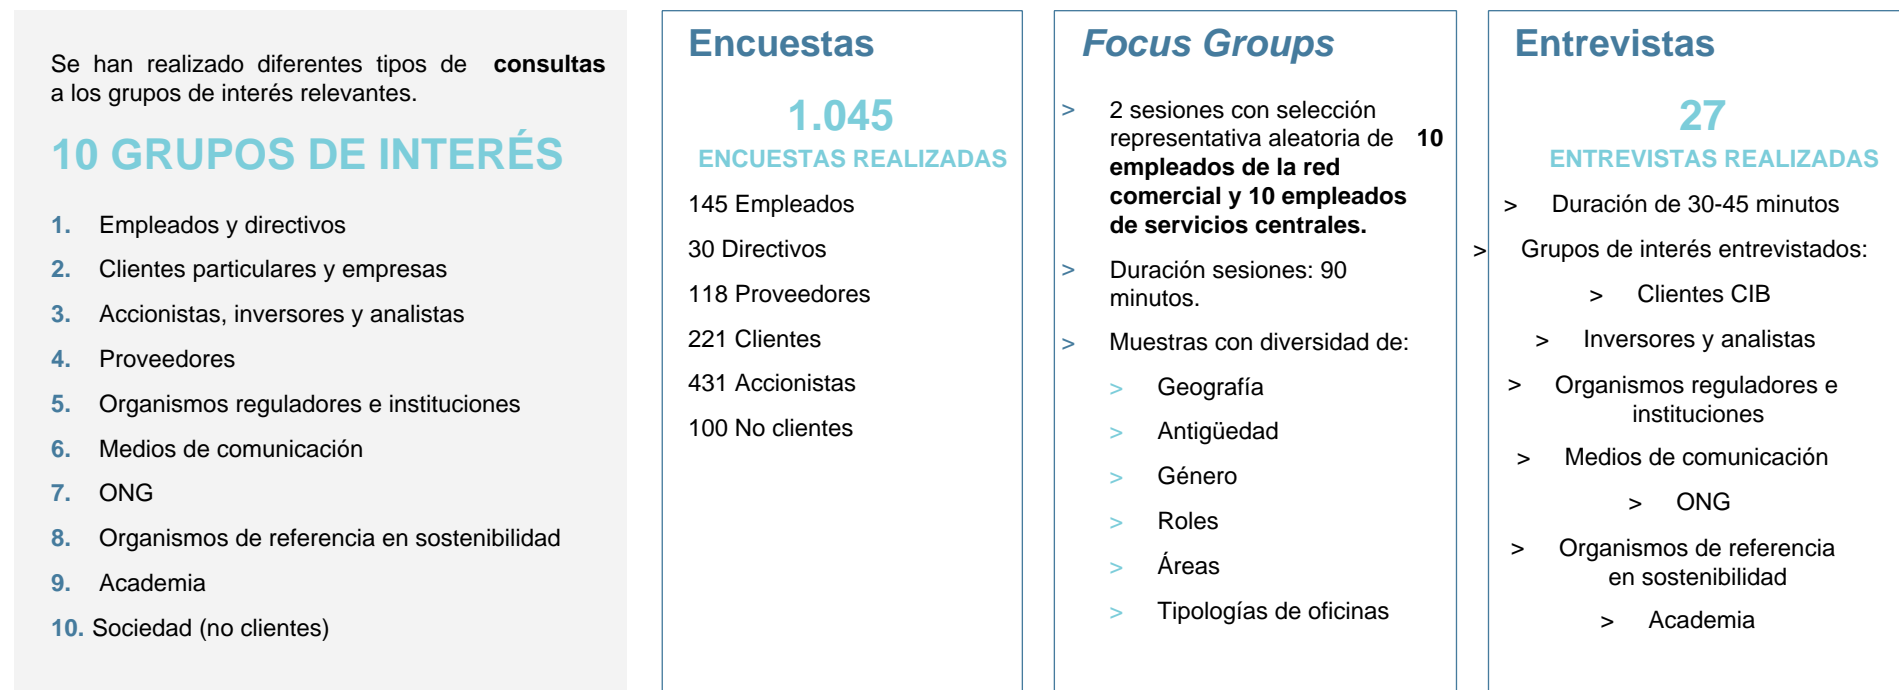 Se han realizado diferentes tipos de consultas
a los grupos de interés relevantes.
10 GRUPOS DE INTERÉS
1. Empleados y directivos
2. Clientes particulares y empresas
3. Accionistas, inversores y analistas
4. Proveedores
5. Organismos reguladores e instituciones
6. Medios de comunicación
7. ONG
8. Organismos de referencia en sostenibilidad
9. Academia
10. Sociedad (no clientes)
Encuestas
1.045
ENCUESTAS REALIZADAS
145 Empleados
30 Directivos
118 Proveedores
221 Clientes
431 Accionistas
100 No clientes
Focus Groups
> 2 sesiones con selección
representativa aleatoria de 10
empleados de la red
comercial y 10 empleados
de servicios centrales.
> Duración sesiones: 90
minutos.
> Muestras con diversidad de:
> Geografía
> Antigüedad
> Género
> Roles
> Áreas
> Tipologías de oficinas
Entrevistas
27
ENTREVISTAS REALIZADAS
> Duración de 30-45 minutos
> Grupos de interés entrevistados:
> Clientes CIB
> Inversores y analistas
> Organismos reguladores e
instituciones
> Medios de comunicación
> ONG
> Organismos de referencia
en sostenibilidad
> Academia